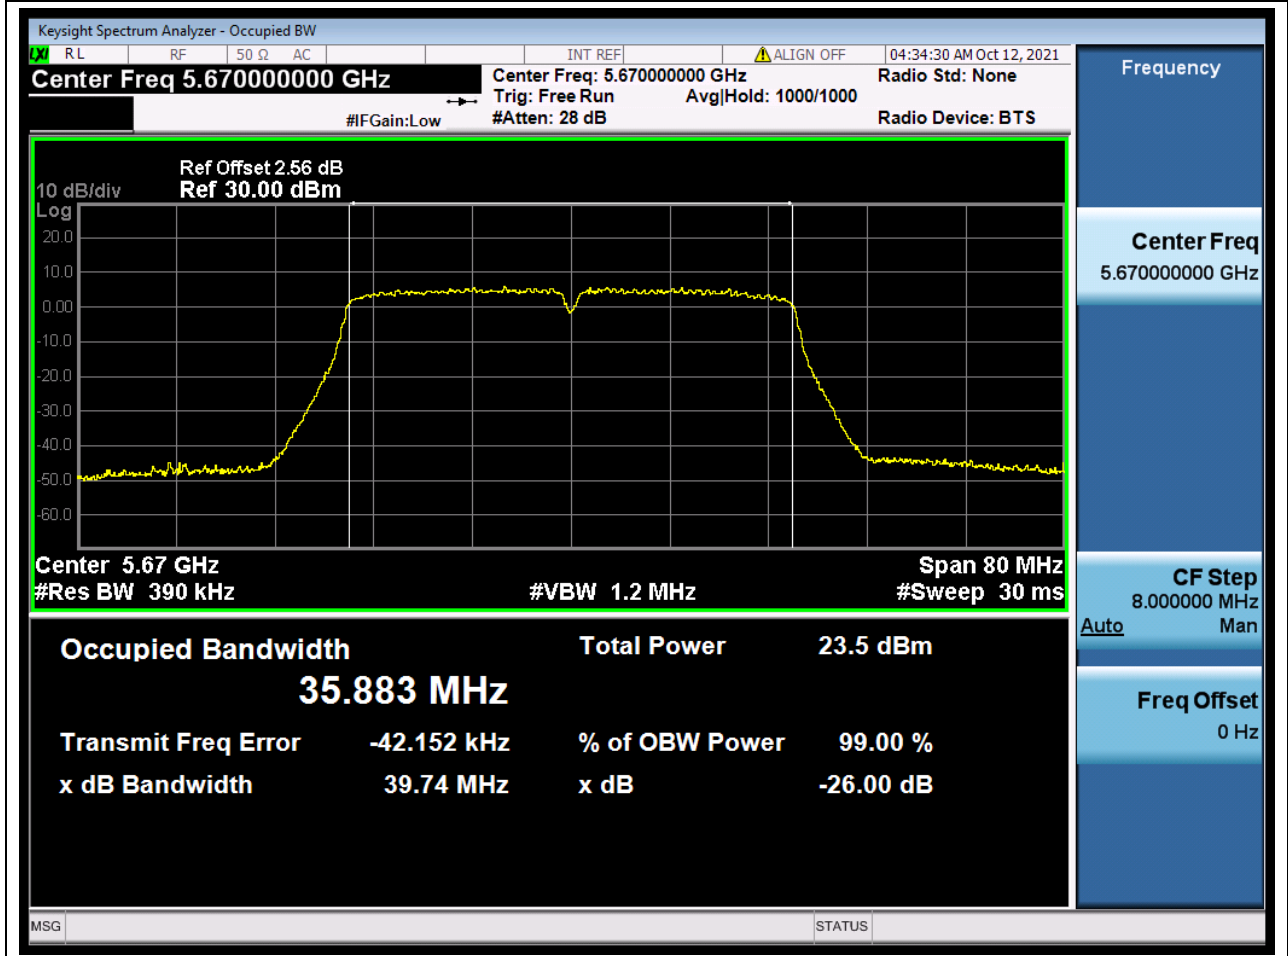 Keysight Spectrum Analyzer - Occupied BW
LXI RL RF 50 Ω AC INT REF ALIGN OFF 04:34:30 AM Oct 12, 2021
Center Freq 5.670000000 GHz
Center Freq: 5.670000000 GHz
Radio Std: None
Trig: Free Run Avg|Hold: 1000/1000
#IFGain:Low
#Atten: 28 dB
Radio Device: BTS
Ref Offset 2.56 dB
10 dB/div Ref 30.00 dBm
Log
20.0
10.0
0.00
-10.0
-20.0
-30.0
-40.0
-50.0
-60.0
Center 5.67 GHz Span 80 MHz
#Res BW 390 kHz #VBW 1.2 MHz #Sweep 30 ms
Occupied Bandwidth Total Power 23.5 dBm
35.883 MHz
Transmit Freq Error -42.152 kHz % of OBW Power 99.00 %
x dB Bandwidth 39.74 MHz x dB -26.00 dB
Frequency
Center Freq
5.670000000 GHz
CF Step
8.000000 MHz
Auto Man
Freq Offset
0 Hz
MSG STATUS